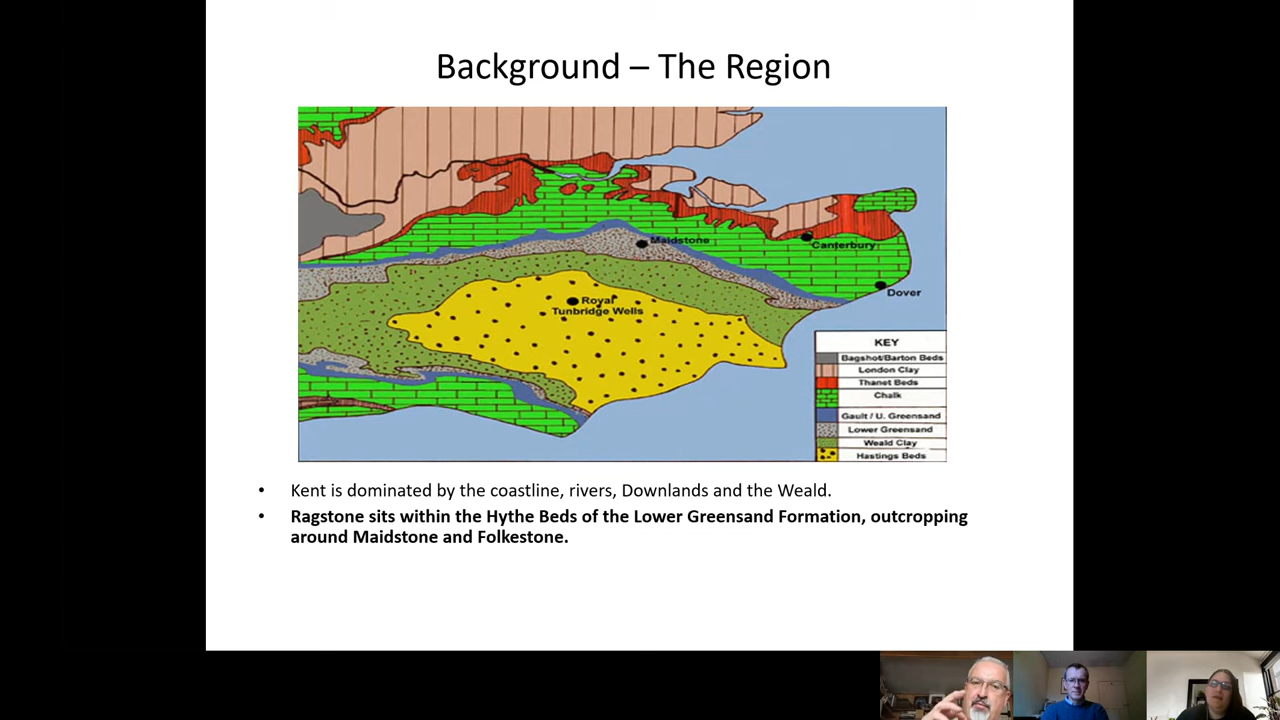 Background – The Region
Maidstone
Canterbury
Dover
Royal
Tunbridge Wells
KEY
Bagshot/Barton Beds
London Clay
Thanet Beds
Chalk
Gault / U. Greensand
Lower Greensand
Weald Clay
Hastings Beds
• Kent is dominated by the coastline, rivers, Downlands and the Weald.
• Ragstone sits within the Hythe Beds of the Lower Greensand Formation, outcropping
around Maidstone and Folkestone.